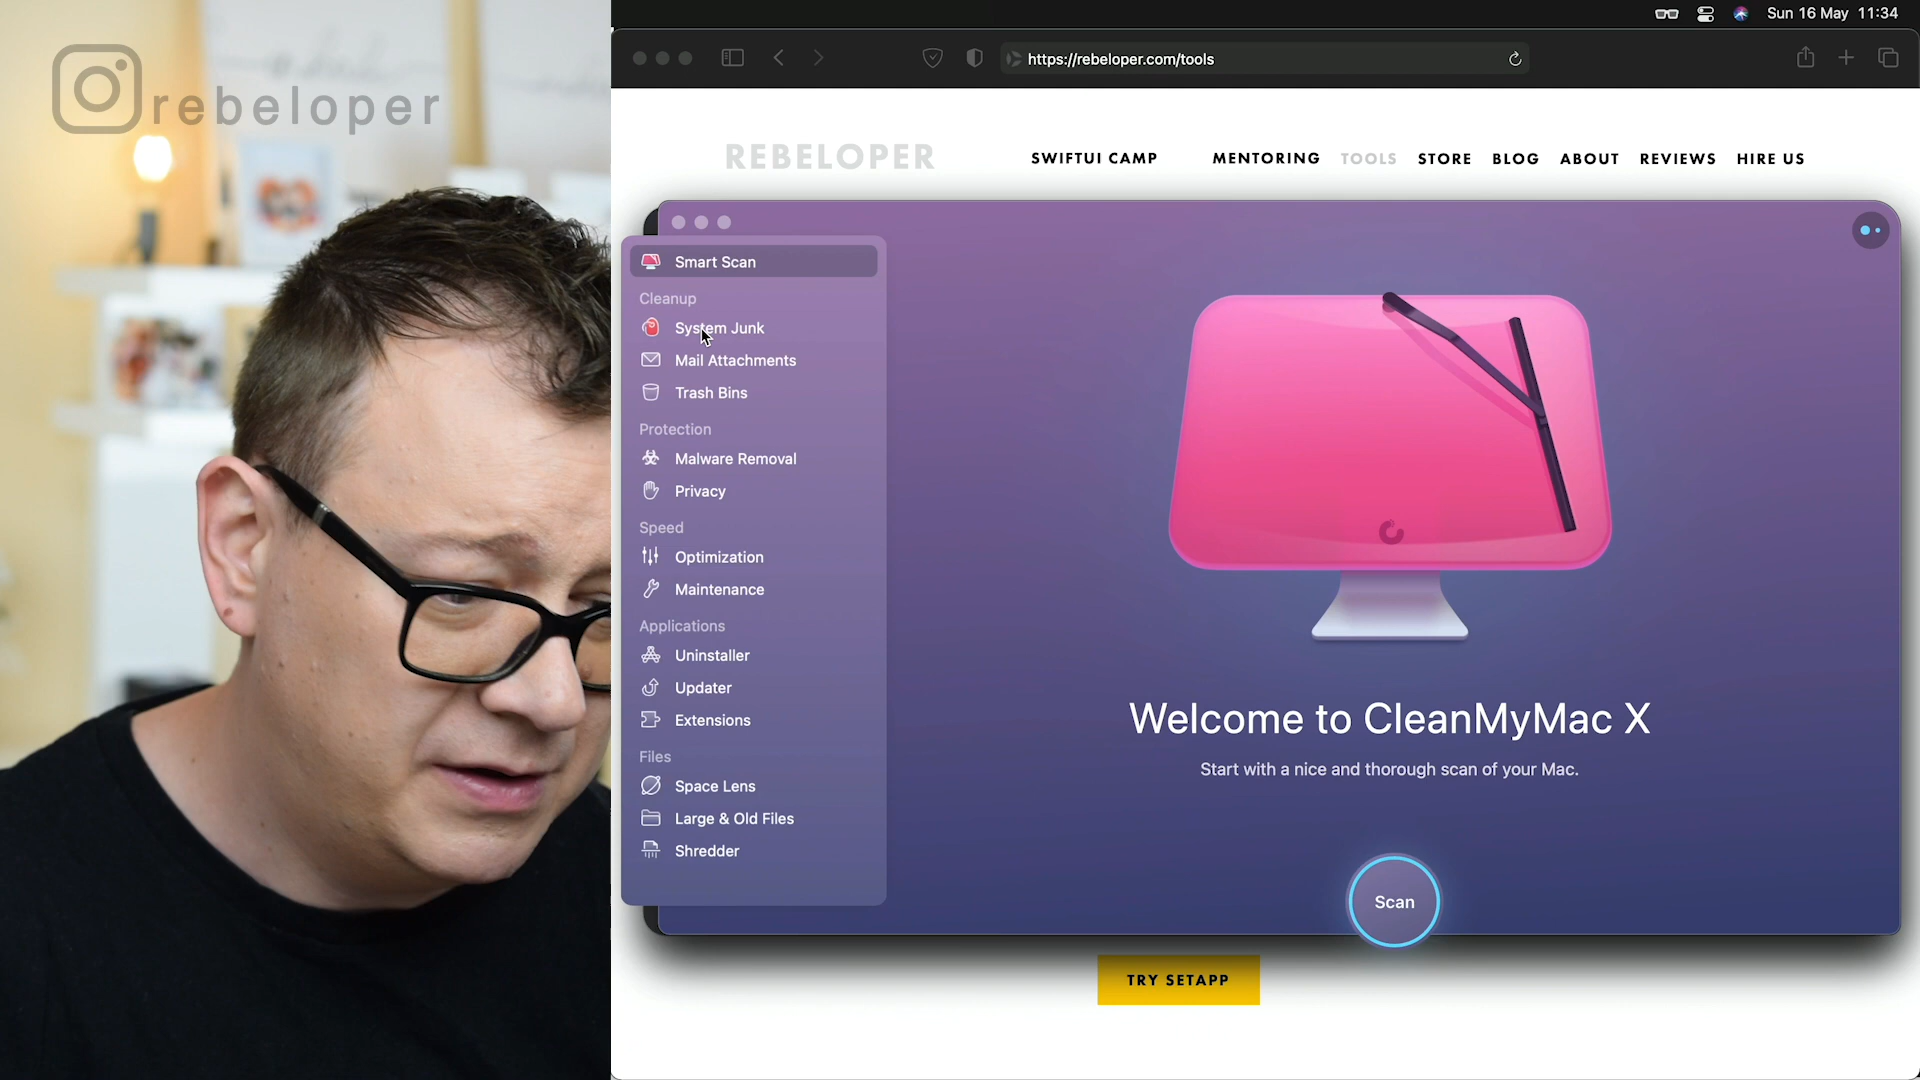 rebeloper
Sun 16 May 11:34
https://rebeloper.com/tools
REBELOPER
SWIFTUI CAMP
MENTORING
TOOLS
STORE
BLOG
ABOUT
REVIEWS
HIRE US
Smart Scan
Cleanup
System Junk
Mail Attachments
Trash Bins
Protection
Malware Removal
Privacy
Speed
Optimization
Maintenance
Applications
Uninstaller
Updater
Extensions
Files
Space Lens
Large & Old Files
Shredder
Welcome to CleanMyMac X
Start with a nice and thorough scan of your Mac.
Scan
TRY SETAPP